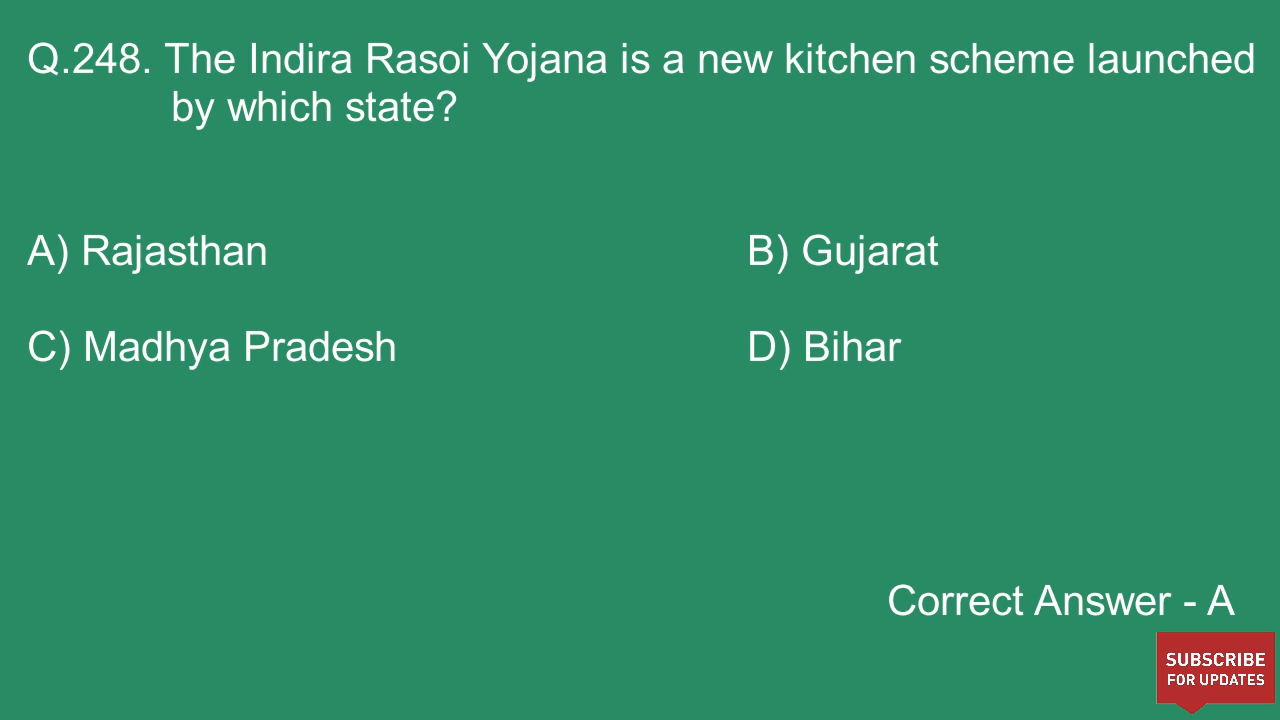 Q.248. The Indira Rasoi Yojana is a new kitchen scheme launched
by which state?
A) Rajasthan
B) Gujarat
C) Madhya Pradesh
D) Bihar
Correct Answer - A
SUBSCRIBE
FOR UPDATES